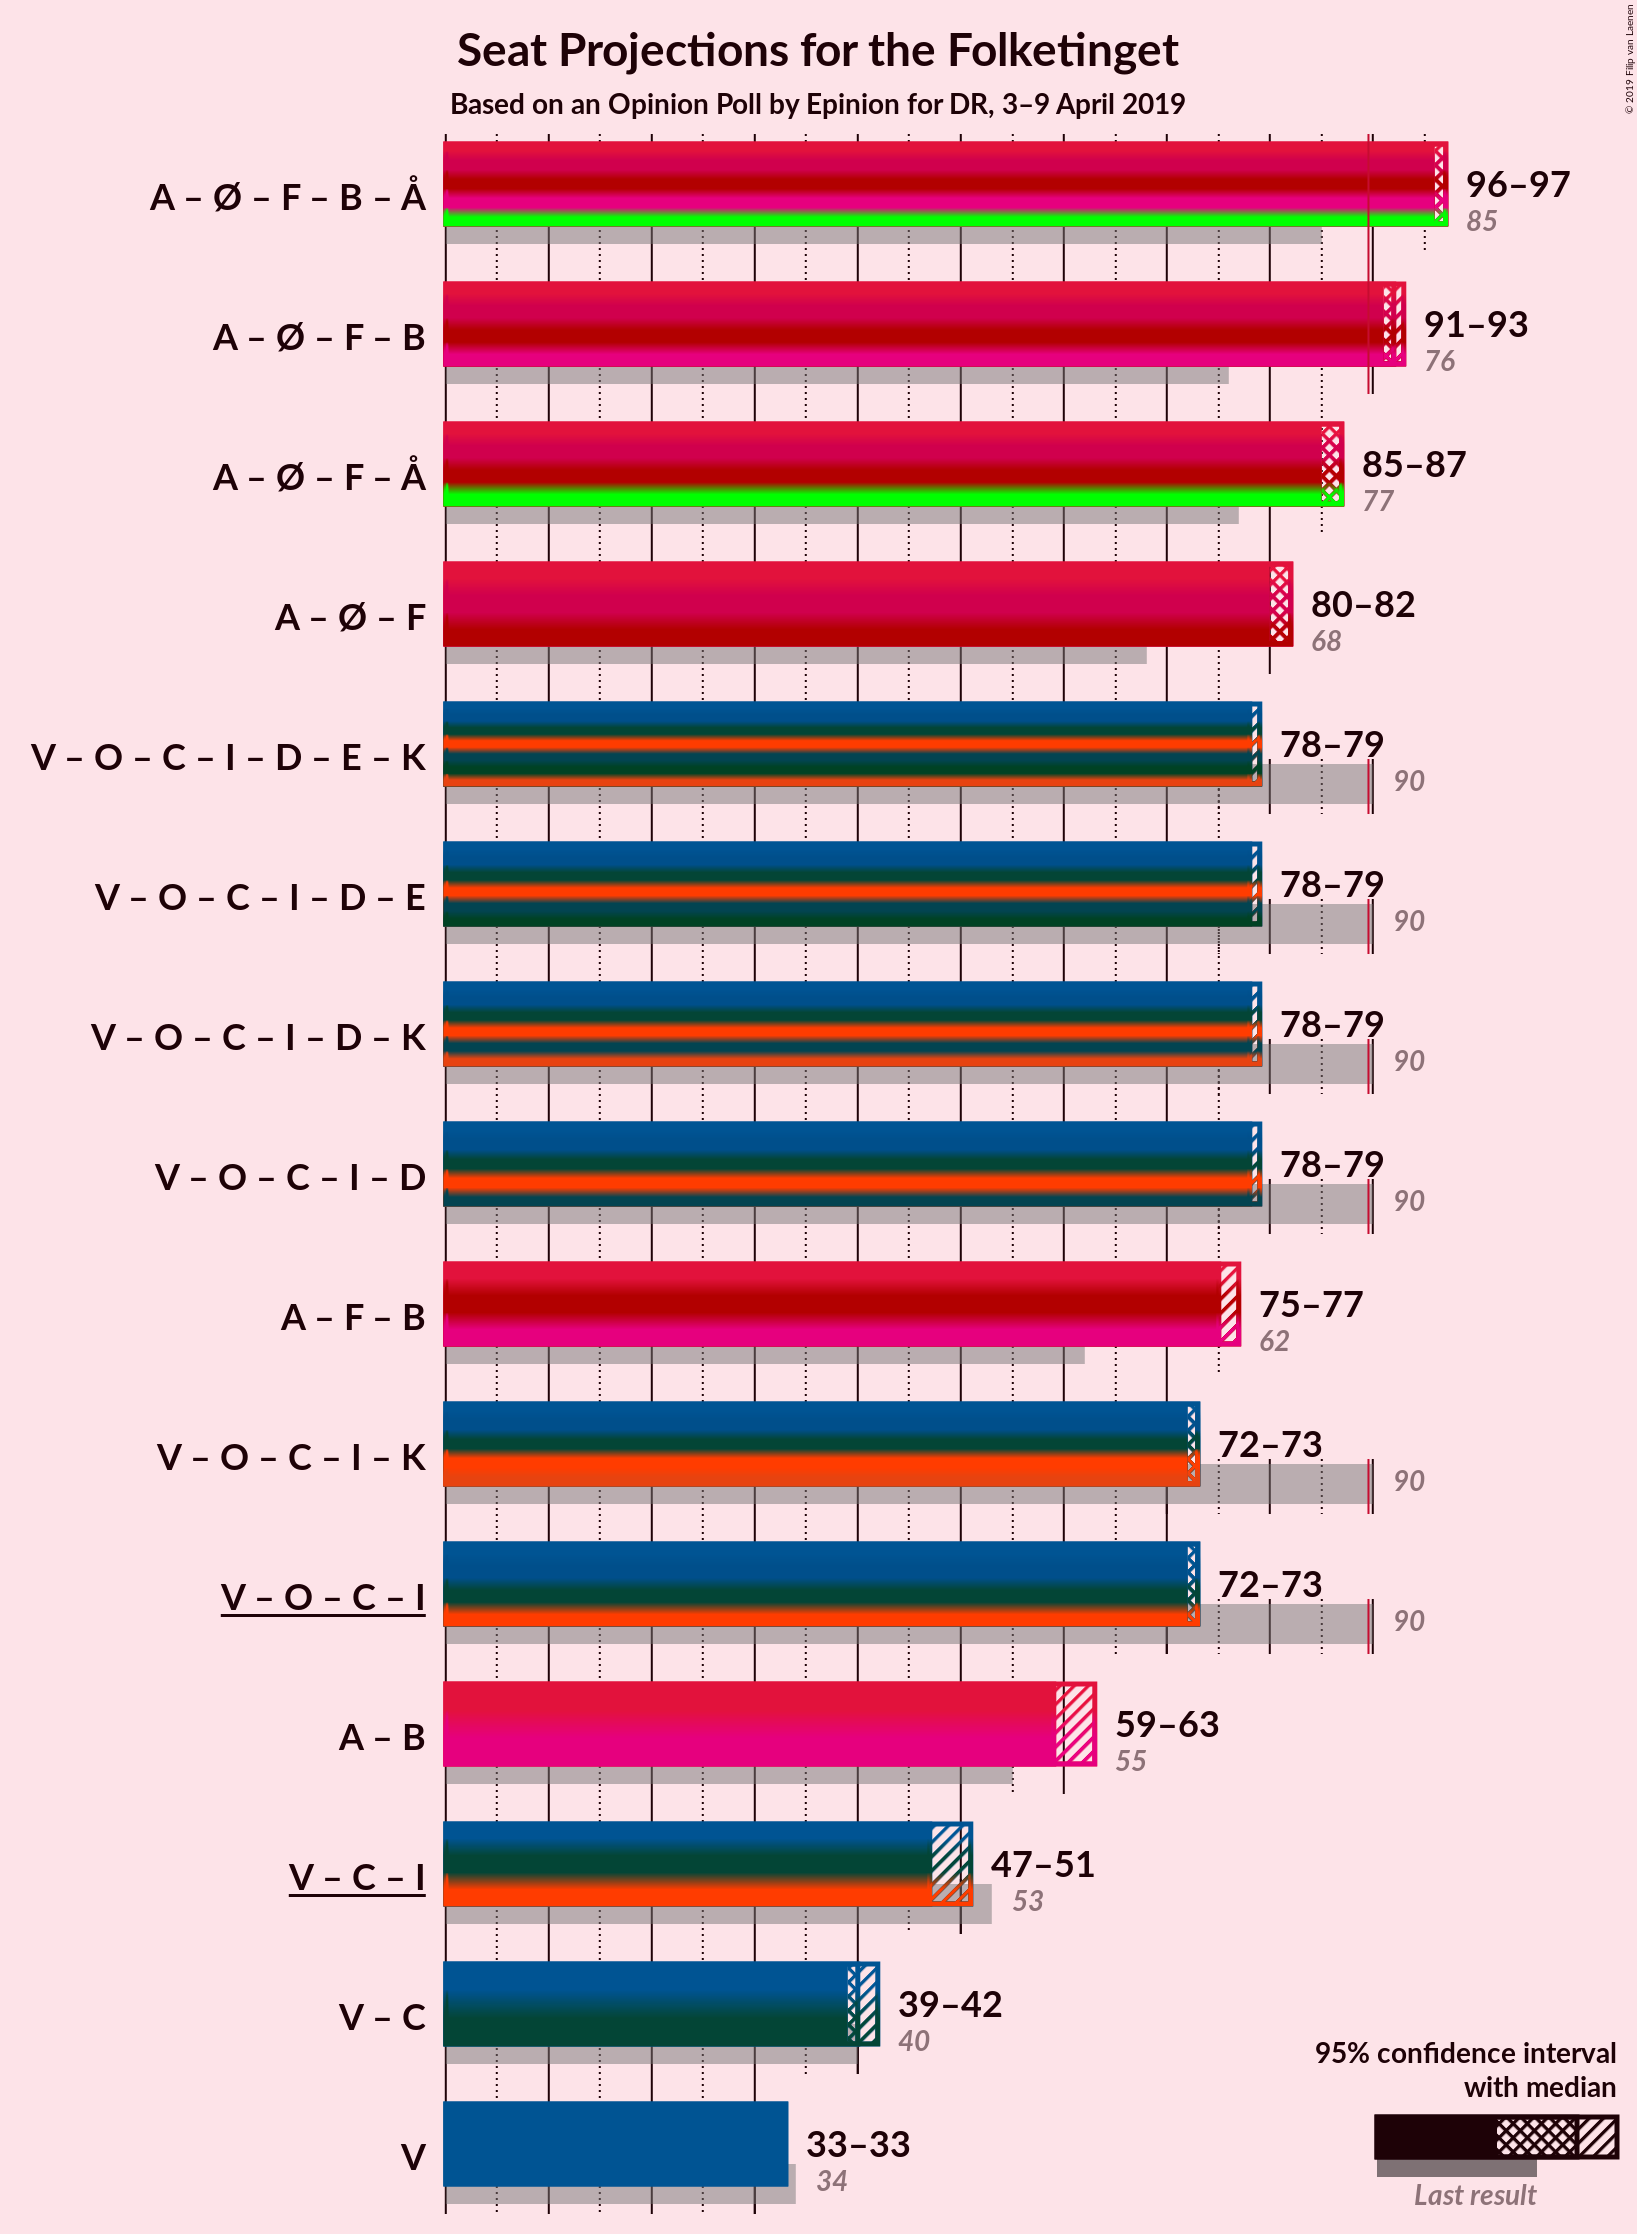 © 2019 Filip van Laenen
Seat Projections for the Folketinget
Based on an Opinion Poll by Epinion for DR, 3–9 April 2019
A – Ø – F – B – Å
96–97
85
A – Ø – F – B
91–93
76
A – Ø – F – Å
85–87
77
A – Ø – F
80–82
68
V – O – C – I – D – E – K
78–79
90
V – O – C – I – D – E
78–79
90
V – O – C – I – D – K
78–79
90
V – O – C – I – D
78–79
90
A – F – B
75–77
62
V – O – C – I – K
72–73
90
V – O – C – I
72–73
90
A – B
59–63
55
V – C – I
47–51
53
V – C
39–42
40
V
33–33
34
95% confidence interval
with median
Last result